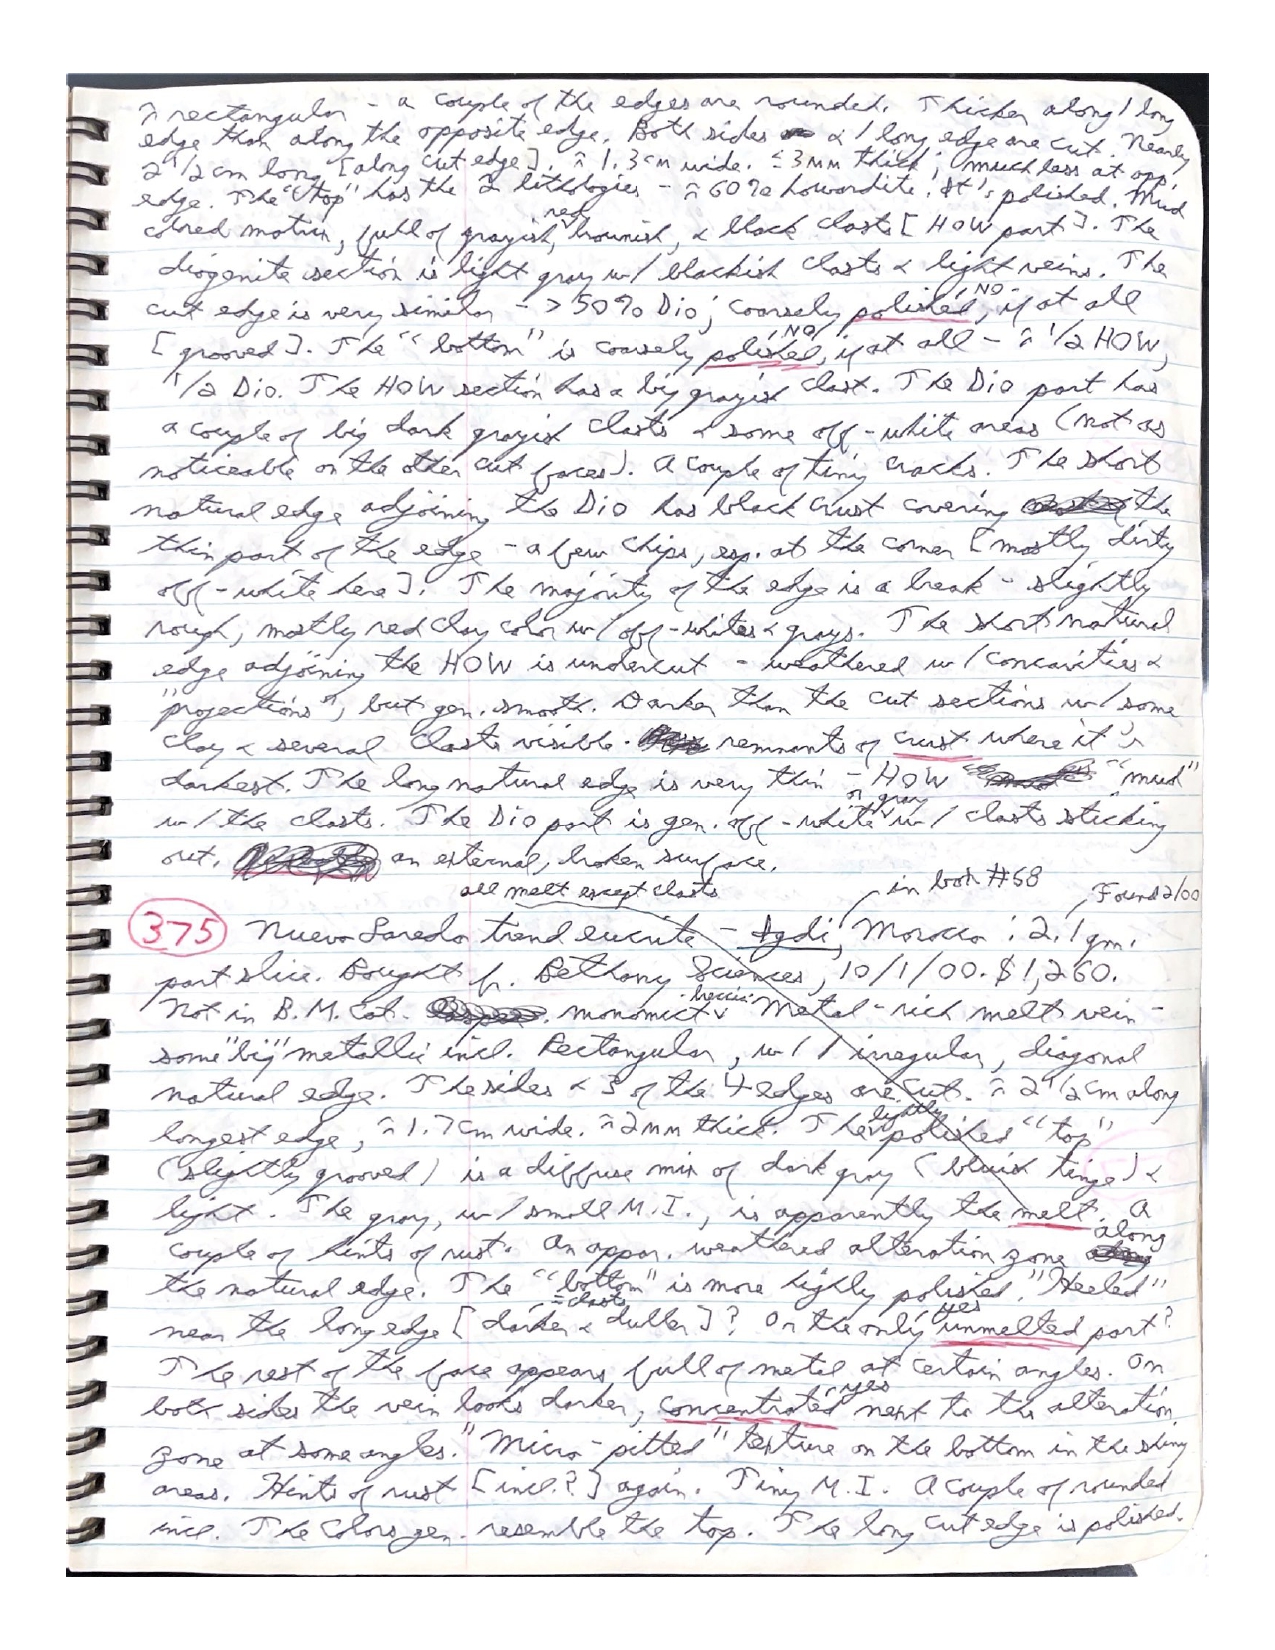 ≈ rectangular - a couple of the edges are rounded. Thicker along 1 long
edge than along the opposite edge. Both sides & 1 long edge are cut. Nearly
2 1/2 cm long [along cut edge]. ≈ 1.3 cm wide. ≤ 3 mm thick; much less at opp.
edge. The "top" has the 2 lithologies - ≈ 60% howardite. It's polished. Mud
red
colored matrix, full of grayish, brownish, & black clasts [HOW part]. The
diogenite section is light gray w/ blackish clasts & light veins. The
NO
cut edge is very similar - > 50% Dio; coarsely polished, if at all
NO
[grooved]. The "bottom" is coarsely polished, if at all - ≈ 1/2 HOW,
1/2 Dio. The HOW section has a big grayish clast. The Dio part has
a couple of big dark grayish clasts & some off-white areas (not as
noticeable on the other cut faces). A couple of tiny cracks. The short
natural edge adjoining the Dio has black crust covering the
thin part of the edge - a few chips, esp. at the corner [mostly dirty
off-white here]. The majority of the edge is a break - slightly
rough, mostly red clay color w/ off-whites & grays. The short natural
edge adjoining the HOW is undercut - weathered w/ concavities &
"projections", but gen. smooth. Darker than the cut sections w/ some
clay & several clasts visible. remnants of crust where it's
darkest. The long natural edge is very thin - HOW "mud"
or gray
w/ the clasts. The Dio part is gen. off-white w/ clasts sticking
out. an external, broken surface.
all melt except clasts
in box #68
Found 2/00
375 Nuevo Laredo trend eucrite - Agdi, Morocco: 2.1 gm.
part slice. Bought f. Bethany Sciences, 10/1/00. $1,260.
breccia
Not in B.M. Cat. monomict Metal-rich melt vein -
some "big" metallic incl. Rectangular, w/ 1 irregular, diagonal
natural edge. The sides & 3 of the 4 edges are cut. ≈ 2 1/2 cm along
lightly
longest edge, ≈ 1.7 cm wide. ≈ 2 mm thick. The polished "top"
(slightly grooved) is a diffuse mix of dark gray (bluish tinge) &
light. The gray, w/ small M.I., is apparently the melt. A
couple of hints of rust. An appar. weathered alteration zone along
the natural edge. The "bottom" is more highly polished. "Heeled"
= clasts
yes
near the long edge [darker & duller]? Or the only unmelted part?
The rest of the face appears full of metal at certain angles. On
yes
both sides the vein looks darker, concentrated next to the alteration
zone at some angles. "Micro-pitted" texture on the bottom in the shiny
areas. Hints of rust [incl.?] again. Tiny M.I. A couple of rounded
incl. The colors gen. resemble the top. The long cut edge is polished.